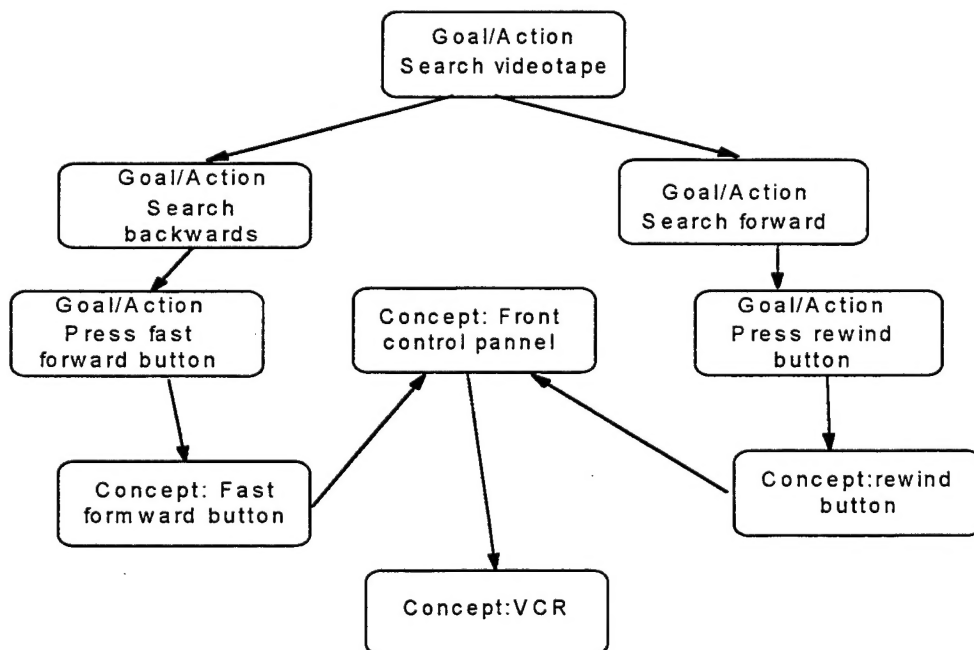 Goal/Action
Search videotape
Goal/Action
Search
backwards
Goal/Action
Search forward
Goal/Action
Press fast
forward button
Concept: Front
control pannel
Goal/Action
Press rewind
button
Concept: Fast
formward button
Concept:rewind
button
Concept:VCR